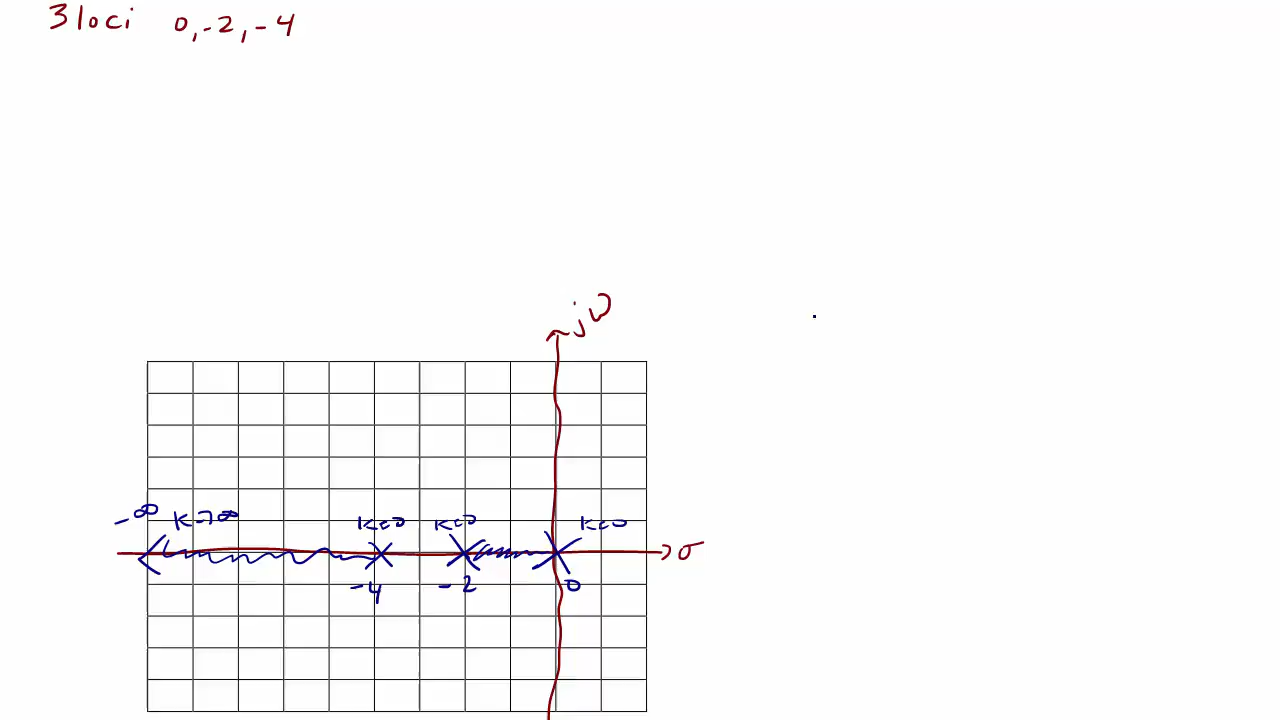 3 loci 0, -2, -4
jω
-∞ K→∞ K=0 K=0 K=0
σ
-4 -2 0